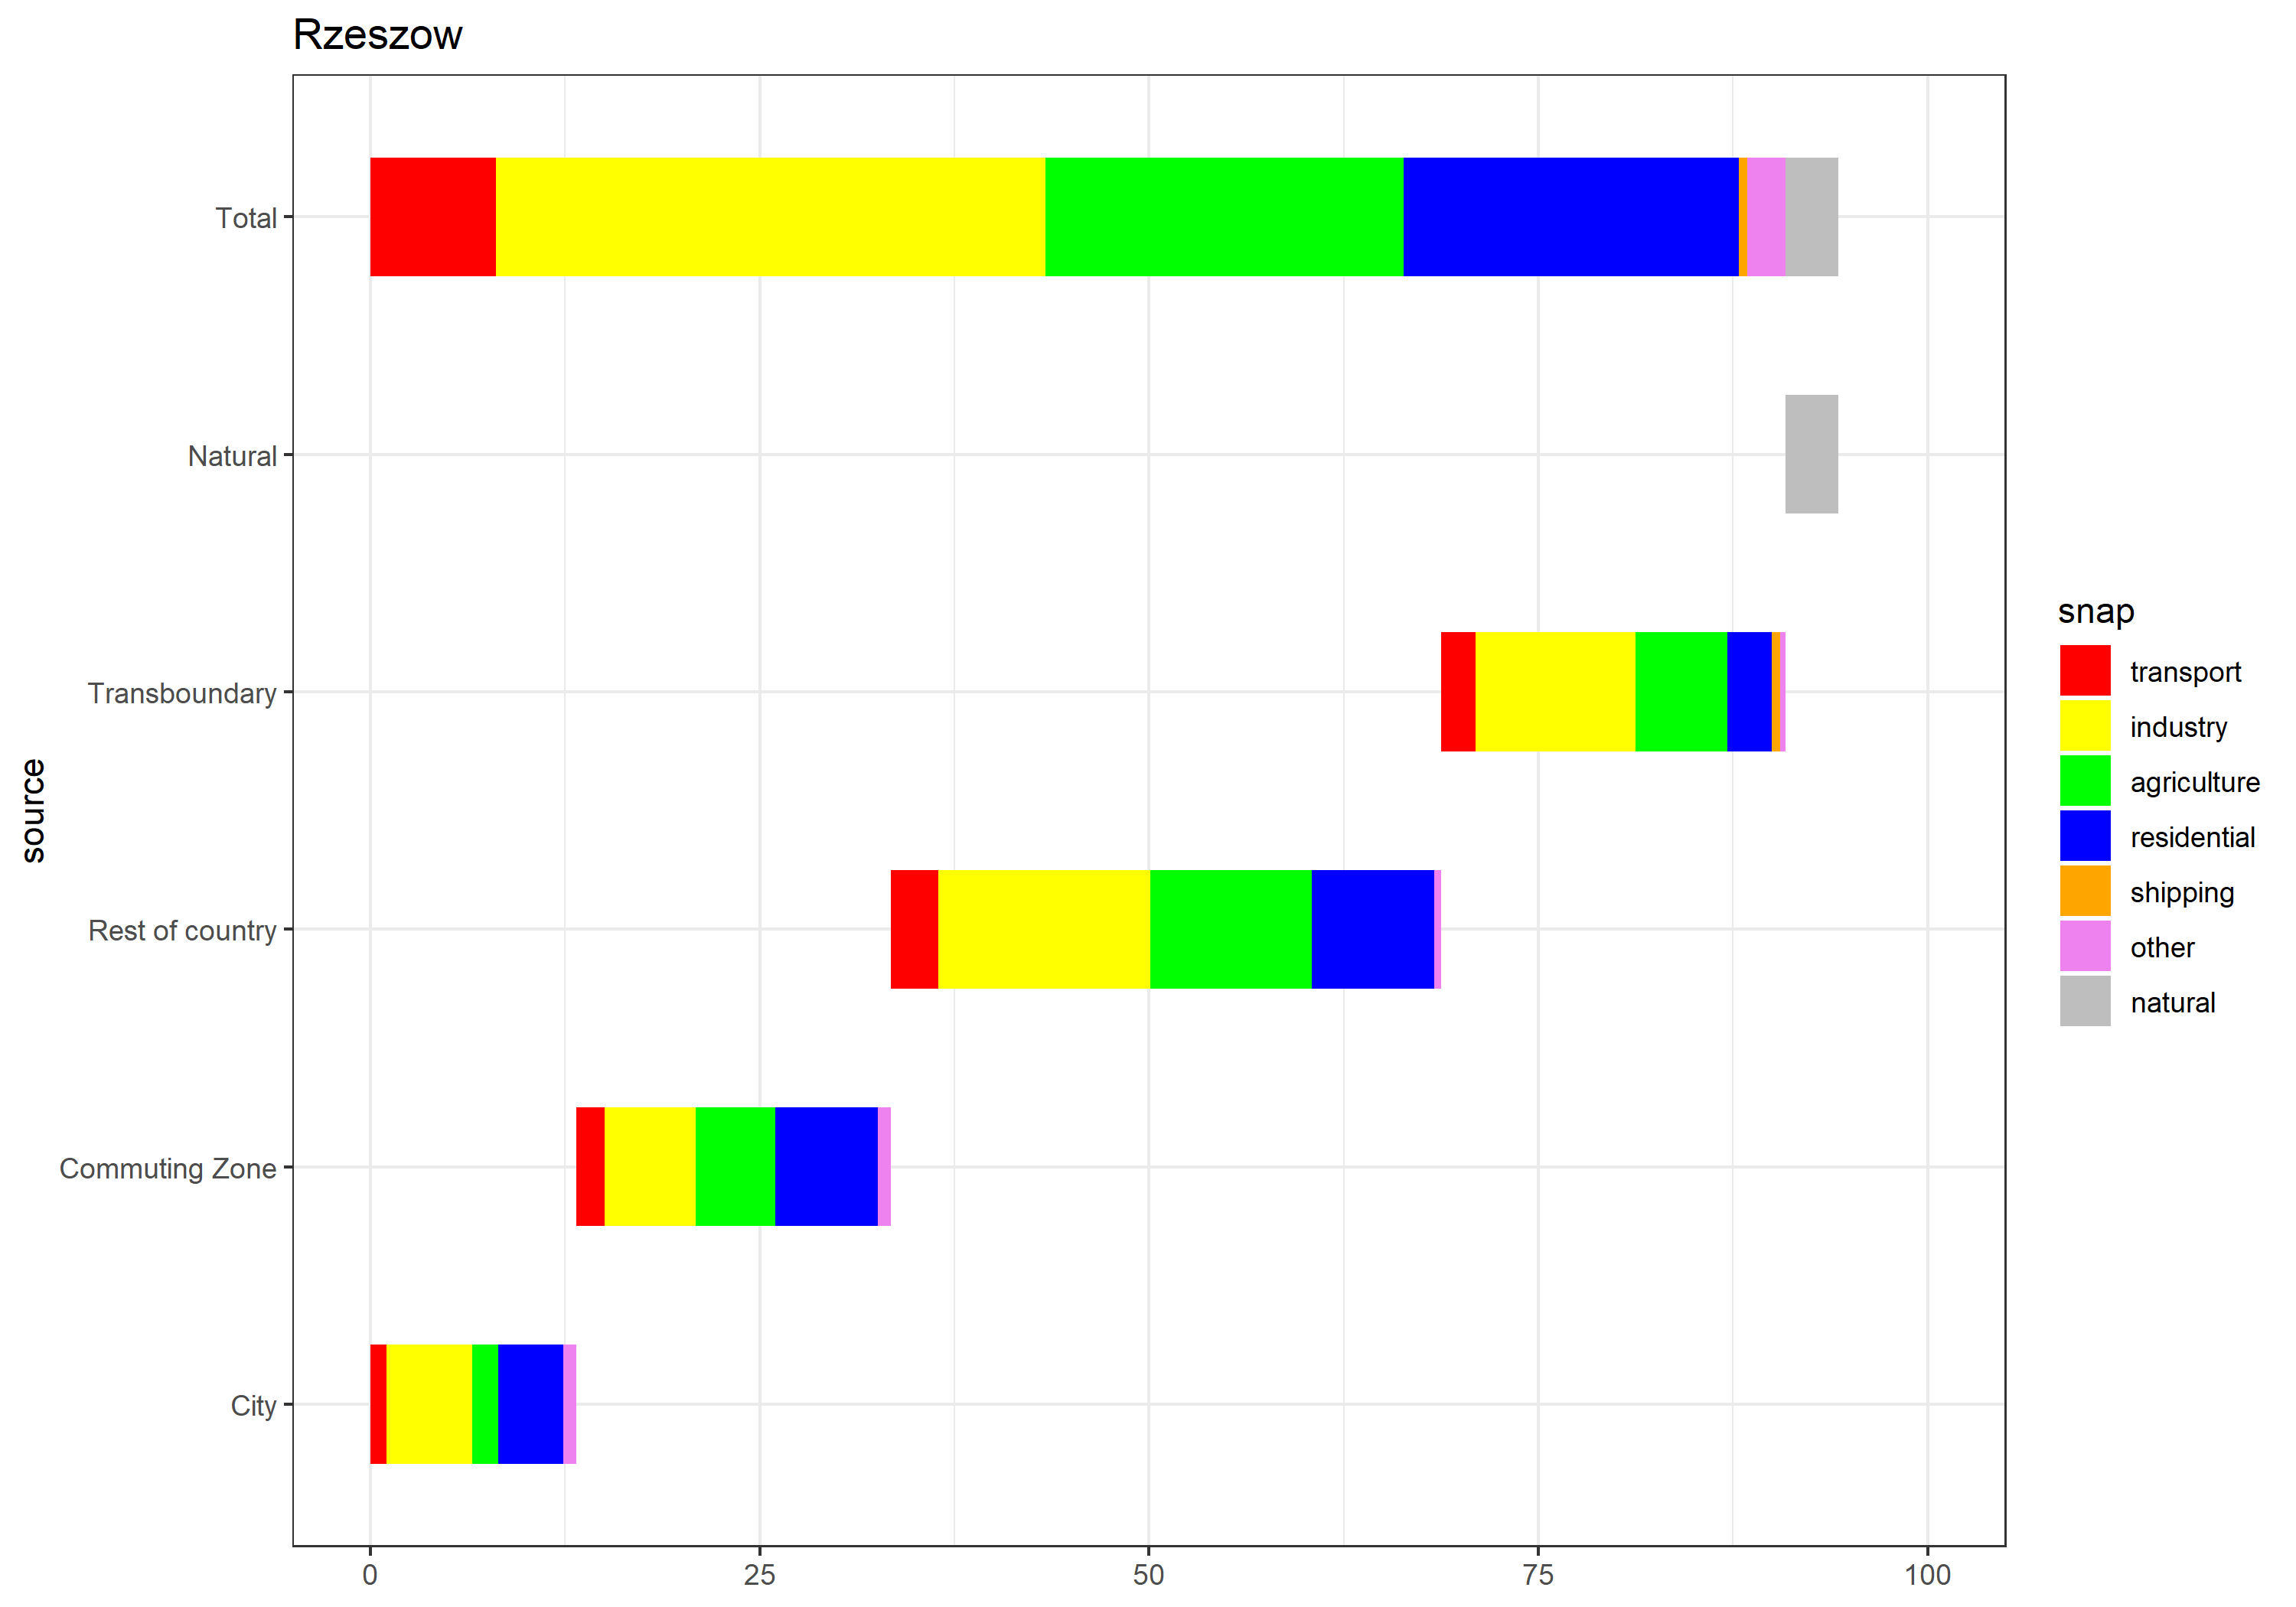 Rzeszow
source
Total
Natural
Transboundary
Rest of country
Commuting Zone
City
0 25 50 75 100
snap
transport
industry
agriculture
residential
shipping
other
natural